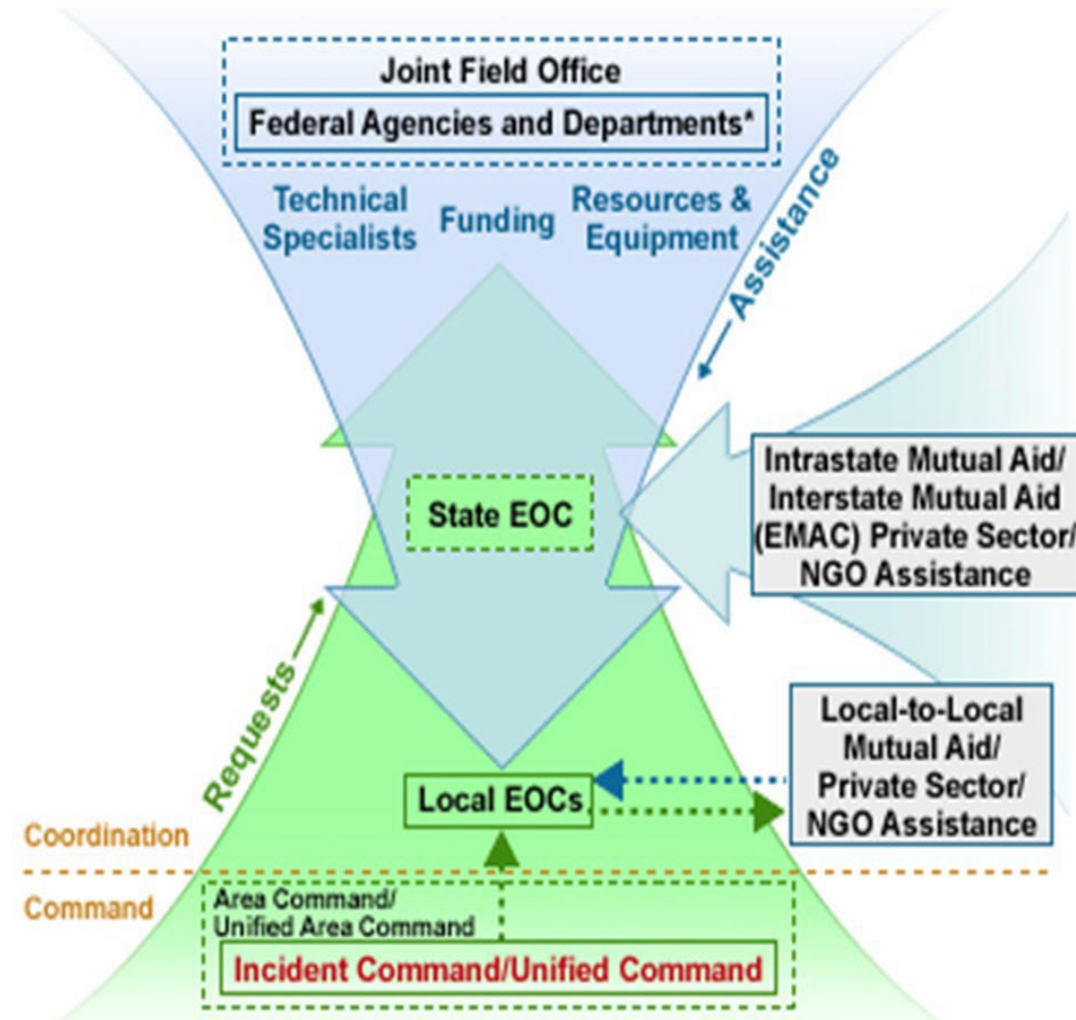 Joint Field Office
Federal Agencies and Departments*
Technical
Specialists
Funding
Resources &
Equipment
Assistance
State EOC
Intrastate Mutual Aid/
Interstate Mutual Aid
(EMAC) Private Sector/
NGO Assistance
Requests
Local-to-Local
Mutual Aid/
Private Sector/
NGO Assistance
Local EOCs
Coordination
Command
Area Command/
Unified Area Command
Incident Command/Unified Command